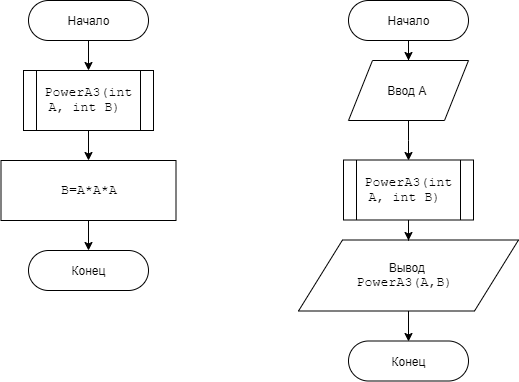 Начало
PowerA3(int
A, int B)
B=A*A*A
Конец
Начало
Ввод А
PowerA3(int
A, int B)
Вывод
PowerA3(A,B)
Конец